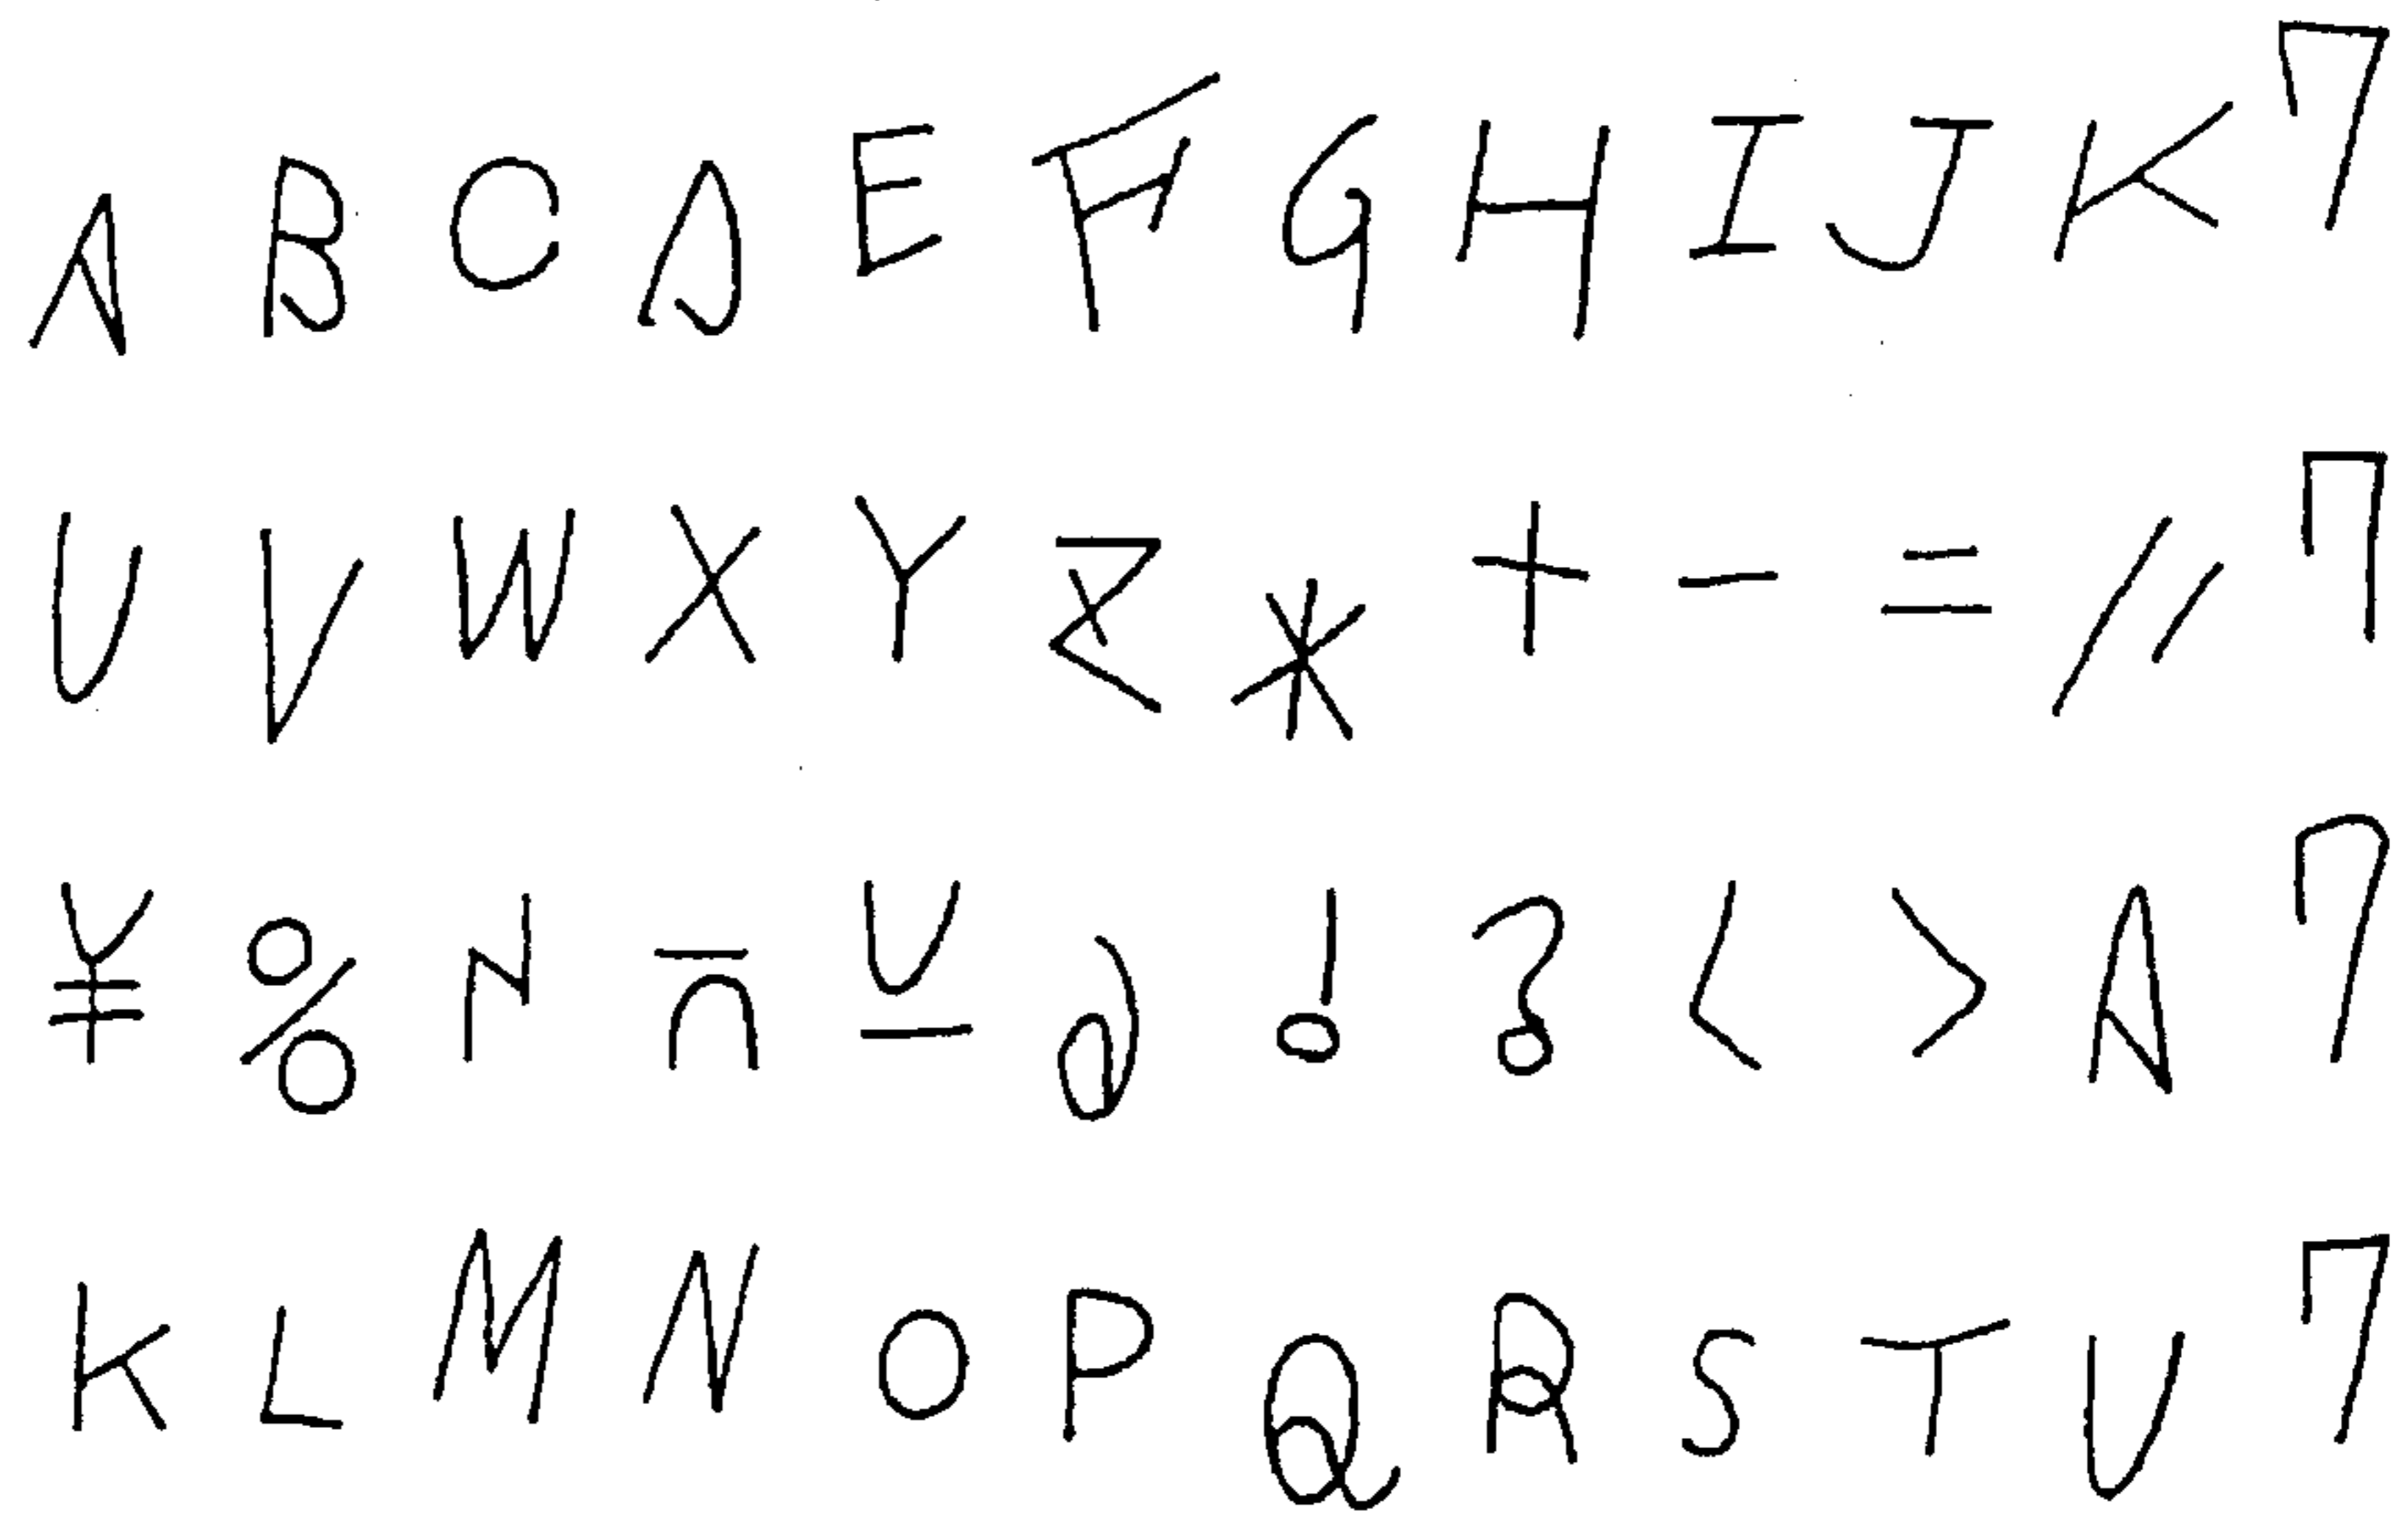 A B C D E F G H I J K 7
U V W X Y Z * + - = // 7
¥ % N ∩ U ∂ ! ? < > A 7
K L M N O P Q R S T U 7